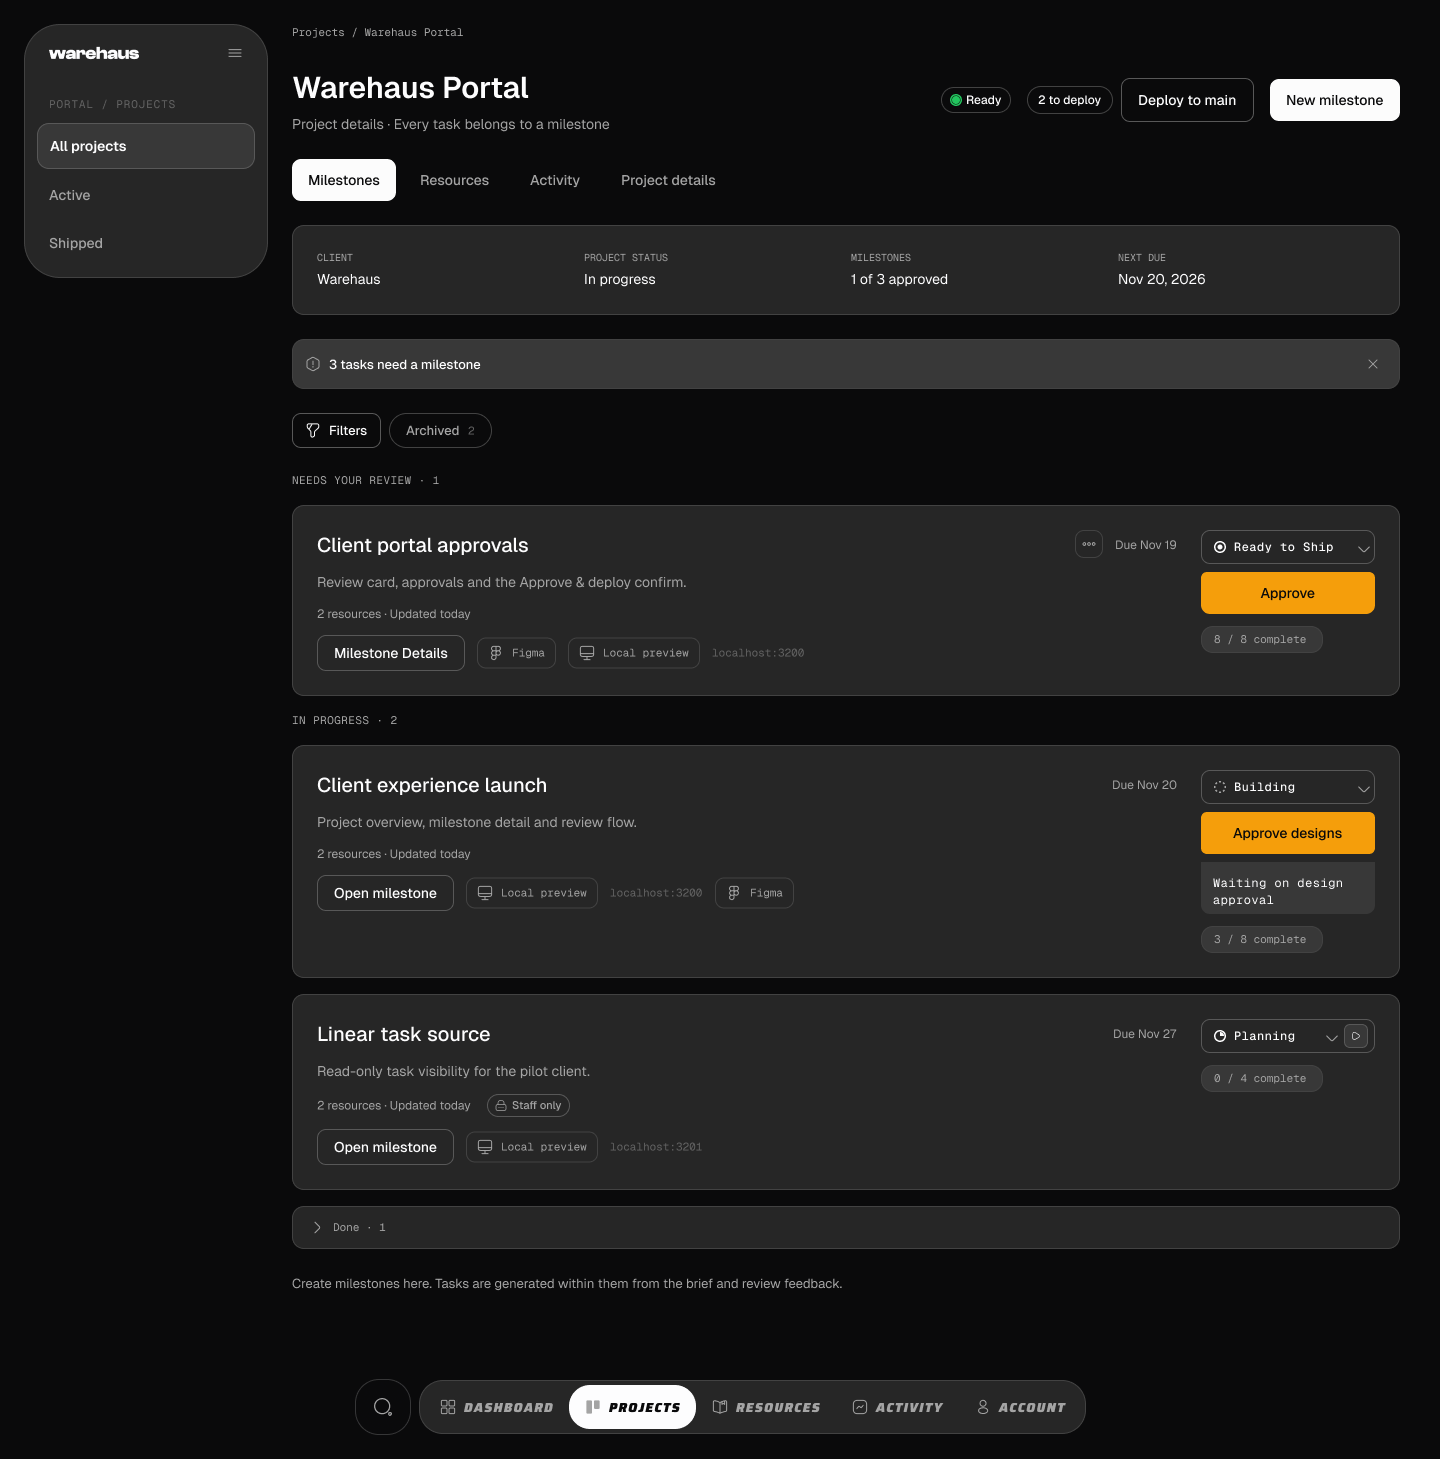 warehaus
PORTAL / PROJECTS
All projects
Active
Shipped
Projects / Warehaus Portal
Warehaus Portal
Project details · Every task belongs to a milestone
Ready
2 to deploy
Deploy to main
New milestone
Milestones
Resources
Activity
Project details
CLIENT
Warehaus
PROJECT STATUS
In progress
MILESTONES
1 of 3 approved
NEXT DUE
Nov 20, 2026
3 tasks need a milestone
Filters
Archived 2
NEEDS YOUR REVIEW · 1
Client portal approvals
Due Nov 19
Ready to Ship
Review card, approvals and the Approve & deploy confirm.
Approve
2 resources · Updated today
8 / 8 complete
Milestone Details
Figma
Local preview
localhost:3200
IN PROGRESS · 2
Client experience launch
Due Nov 20
Building
Project overview, milestone detail and review flow.
Approve designs
2 resources · Updated today
Open milestone
Local preview
localhost:3200
Figma
Waiting on design
approval
3 / 8 complete
Linear task source
Due Nov 27
Planning
Read-only task visibility for the pilot client.
0 / 4 complete
2 resources · Updated today
Staff only
Open milestone
Local preview
localhost:3201
Done · 1
Create milestones here. Tasks are generated within them from the brief and review feedback.
DASHBOARD
PROJECTS
RESOURCES
ACTIVITY
ACCOUNT